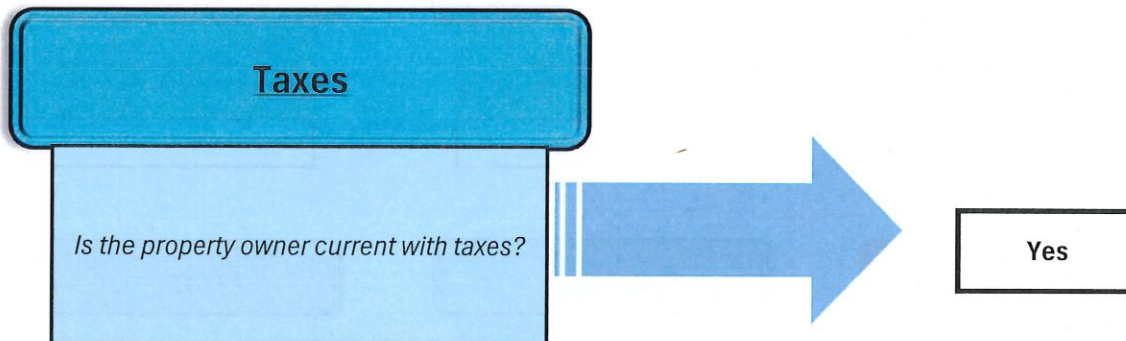 Taxes
Is the property owner current with taxes?
Yes